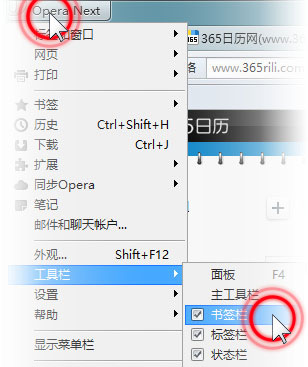 Opera Next
365日历网(www.3
窗口
网页
www.365rili.com
打印
书签
5日历
历史 Ctrl+Shift+H
下载 Ctrl+J
扩展
同步Opera
笔记
邮件和聊天帐户...
外观... Shift+F12
工具栏
面板 F4
设置
主工具栏
帮助
书签栏
标签栏
显示菜单栏
状态栏